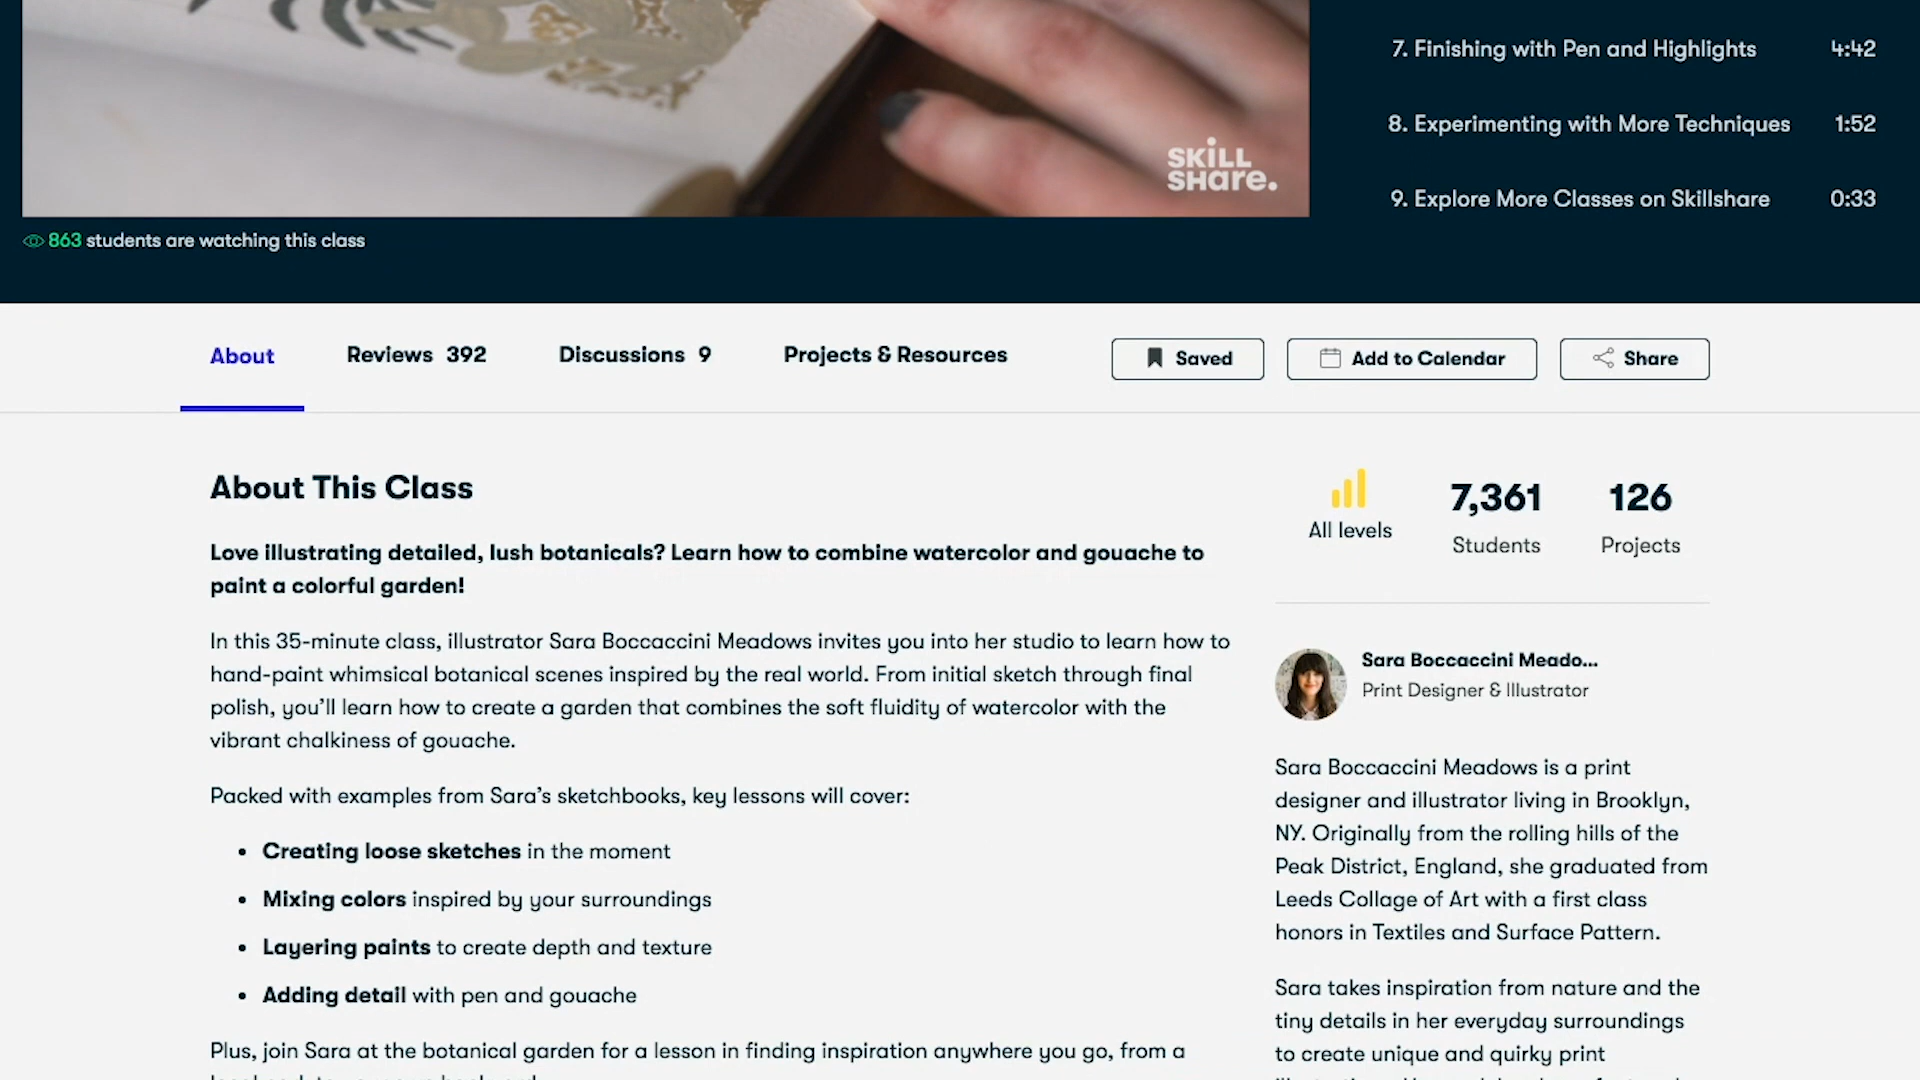 7. Finishing with Pen and Highlights 4:42
8. Experimenting with More Techniques 1:52
9. Explore More Classes on Skillshare 0:33
SKILL
SHare.
863 students are watching this class
About Reviews 392 Discussions 9 Projects & Resources Saved Add to Calendar Share
About This Class
Love illustrating detailed, lush botanicals? Learn how to combine watercolor and gouache to
paint a colorful garden!
In this 35-minute class, illustrator Sara Boccaccini Meadows invites you into her studio to learn how to
hand-paint whimsical botanical scenes inspired by the real world. From initial sketch through final
polish, you’ll learn how to create a garden that combines the soft fluidity of watercolor with the
vibrant chalkiness of gouache.
Packed with examples from Sara’s sketchbooks, key lessons will cover:
• Creating loose sketches in the moment
• Mixing colors inspired by your surroundings
• Layering paints to create depth and texture
• Adding detail with pen and gouache
Plus, join Sara at the botanical garden for a lesson in finding inspiration anywhere you go, from a
All levels
7,361
Students
126
Projects
Sara Boccaccini Meado...
Print Designer & Illustrator
Sara Boccaccini Meadows is a print
designer and illustrator living in Brooklyn,
NY. Originally from the rolling hills of the
Peak District, England, she graduated from
Leeds Collage of Art with a first class
honors in Textiles and Surface Pattern.
Sara takes inspiration from nature and the
tiny details in her everyday surroundings
to create unique and quirky print